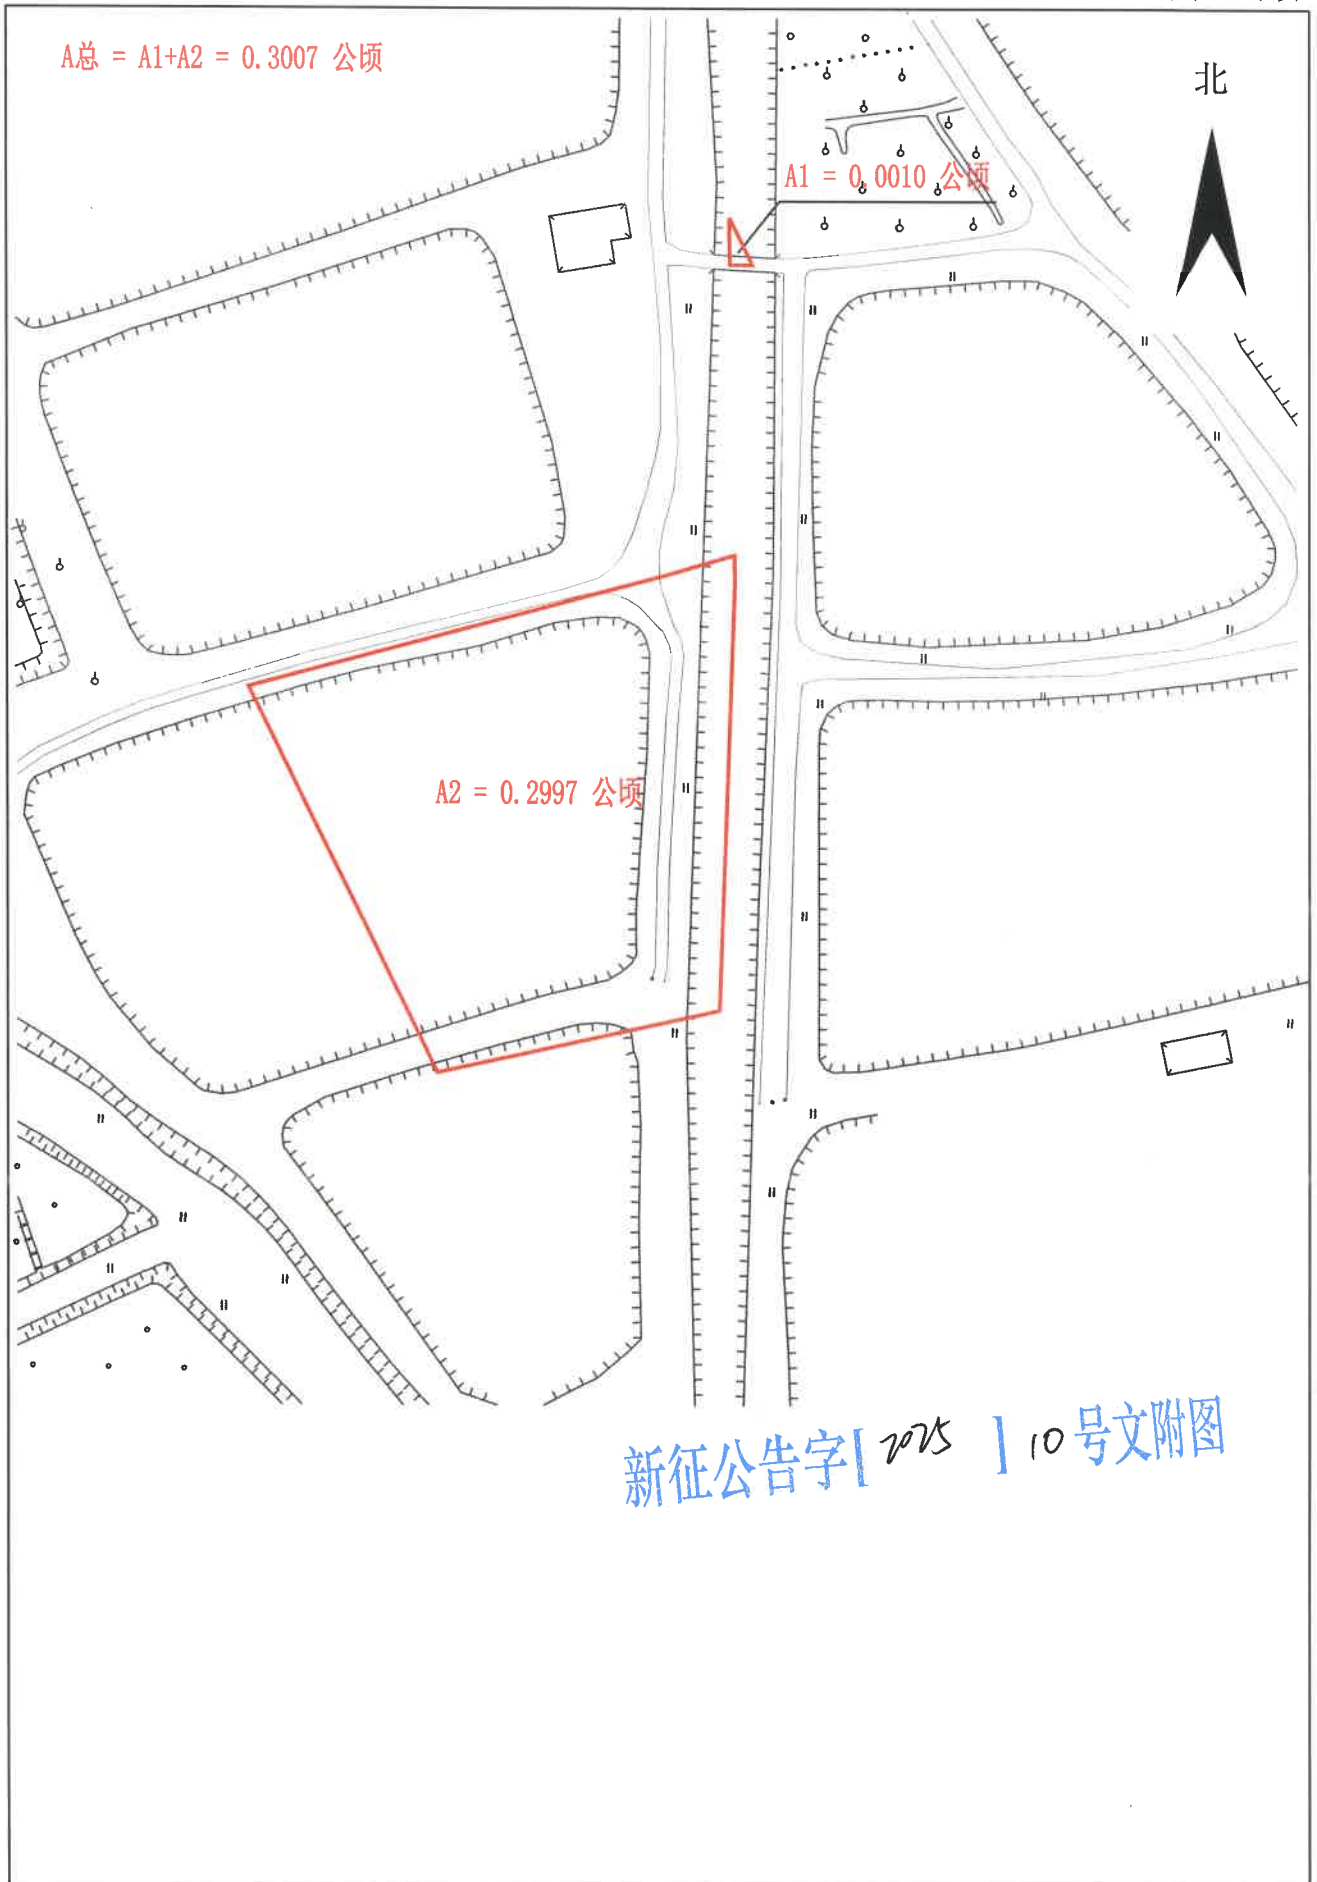 A总 = A1+A2 = 0.3007 公顷
北
A1 = 0.0010 公顷
A2 = 0.2997 公顷
新征公告字[ 2025 ] 10号文附图